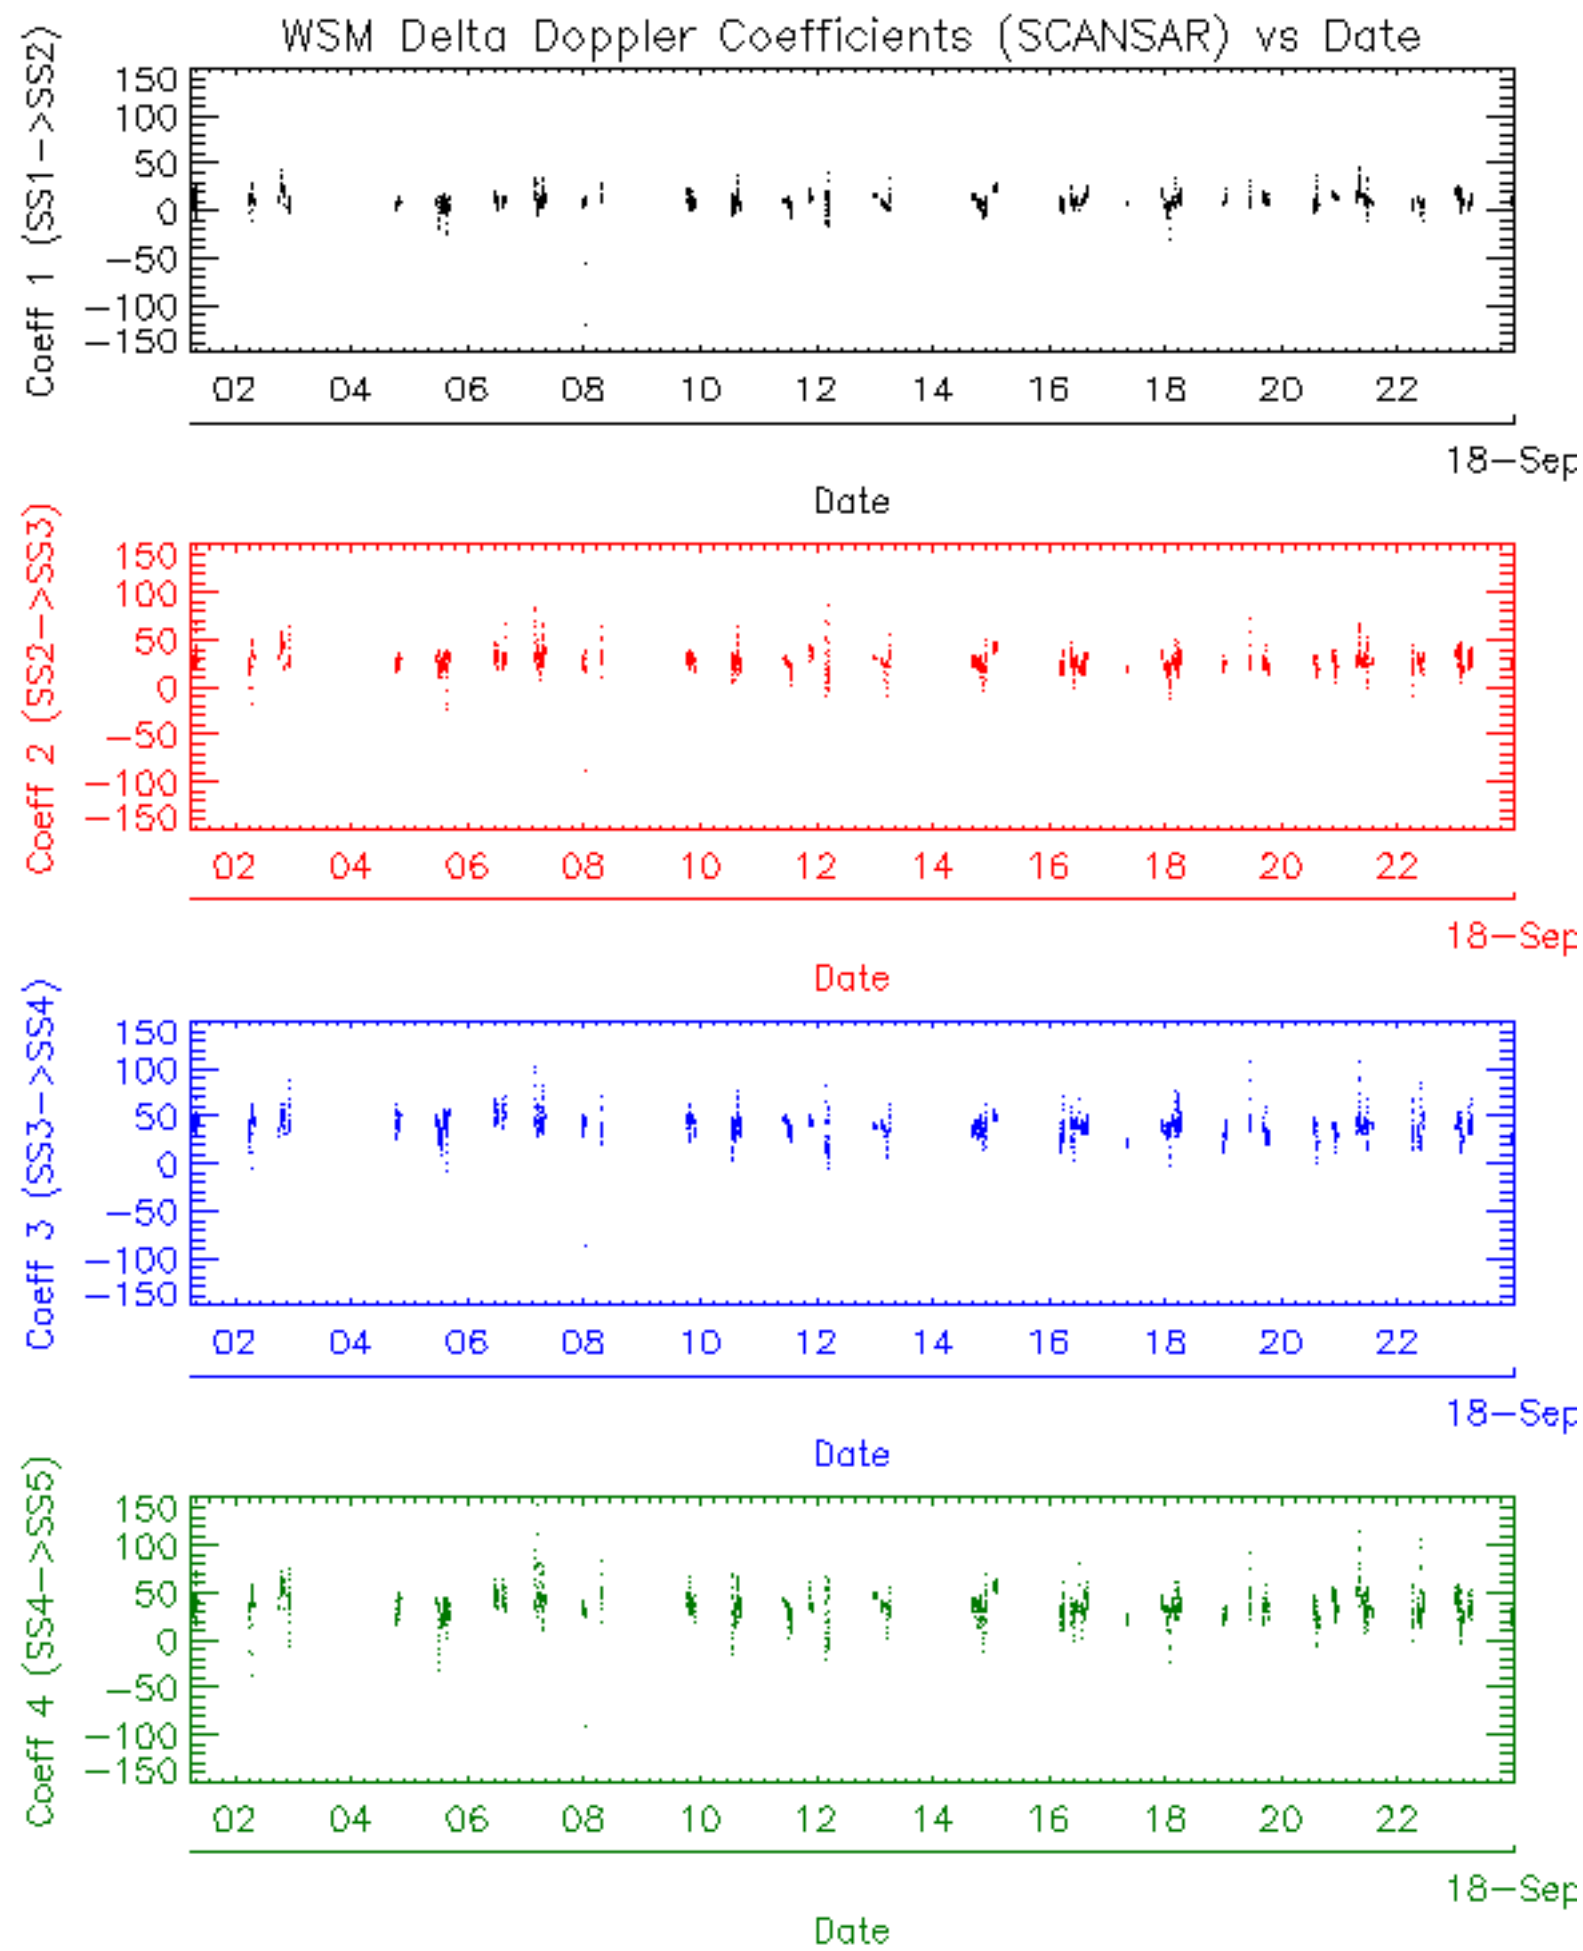 WSM Delta Doppler Coefficients (SCANSAR) vs Date
Coeff 1 (SS1->SS2)
150
100
50
0
-50
-100
-150
02 04 06 08 10 12 14 16 18 20 22
18-Sep
Date
Coeff 2 (SS2->SS3)
150
100
50
0
-50
-100
-150
02 04 06 08 10 12 14 16 18 20 22
18-Sep
Date
Coeff 3 (SS3->SS4)
150
100
50
0
-50
-100
-150
02 04 06 08 10 12 14 16 18 20 22
18-Sep
Date
Coeff 4 (SS4->SS5)
150
100
50
0
-50
-100
-150
02 04 06 08 10 12 14 16 18 20 22
18-Sep
Date